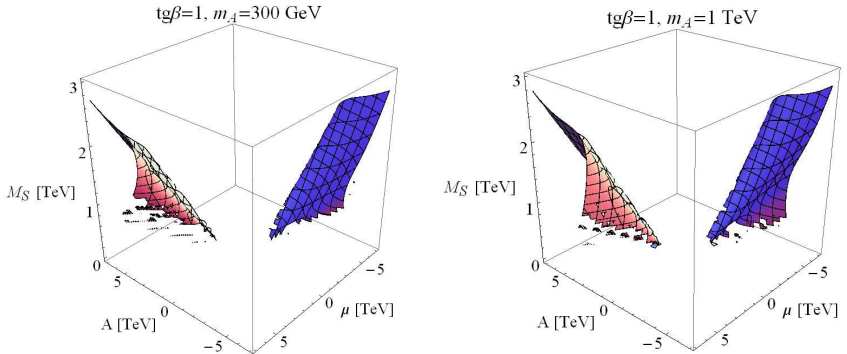 tgβ=1, m_A=300 GeV
3
2
M_S [TeV]
1
0
5
0
A [TeV]
-5
5
0
μ [TeV]
-5
tgβ=1, m_A=1 TeV
3
2
M_S [TeV]
1
0
5
0
A [TeV]
-5
5
0
μ [TeV]
-5